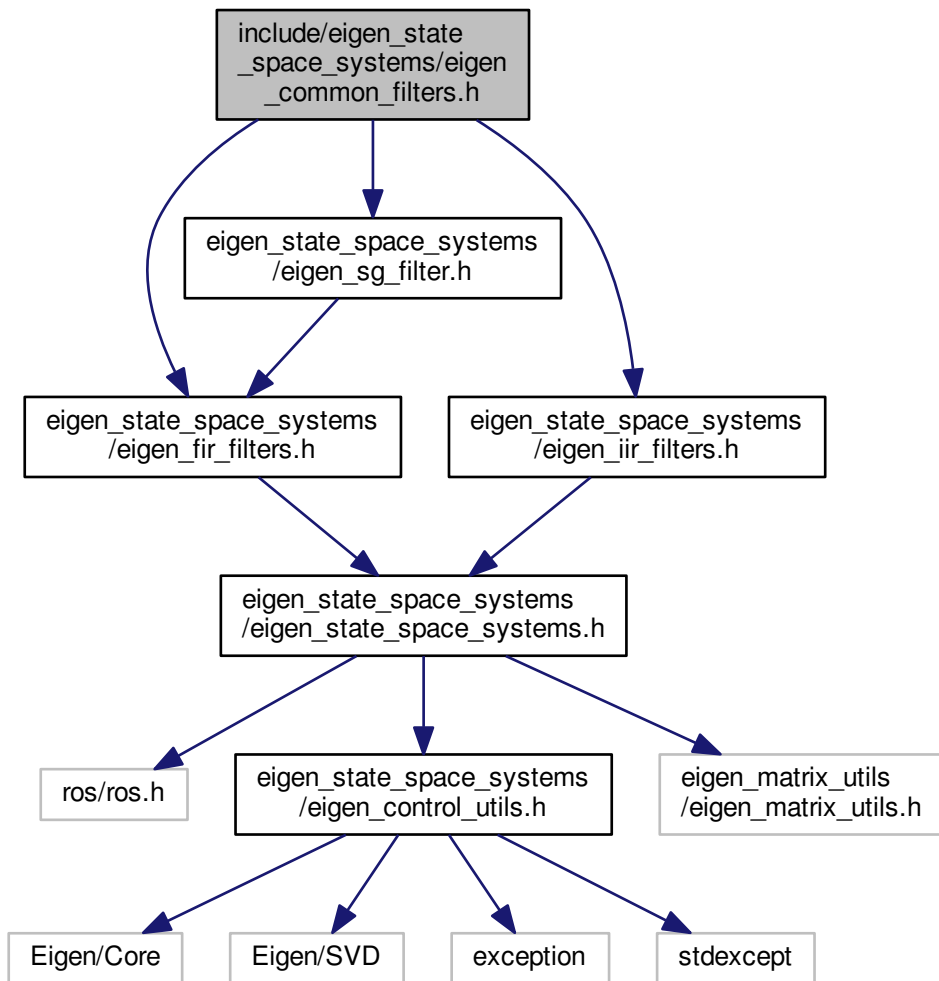 include/eigen_state
_space_systems/eigen
_common_filters.h
eigen_state_space_systems
/eigen_sg_filter.h
eigen_state_space_systems
/eigen_fir_filters.h
eigen_state_space_systems
/eigen_iir_filters.h
eigen_state_space_systems
/eigen_state_space_systems.h
ros/ros.h
eigen_state_space_systems
/eigen_control_utils.h
eigen_matrix_utils
/eigen_matrix_utils.h
Eigen/Core
Eigen/SVD
exception
stdexcept